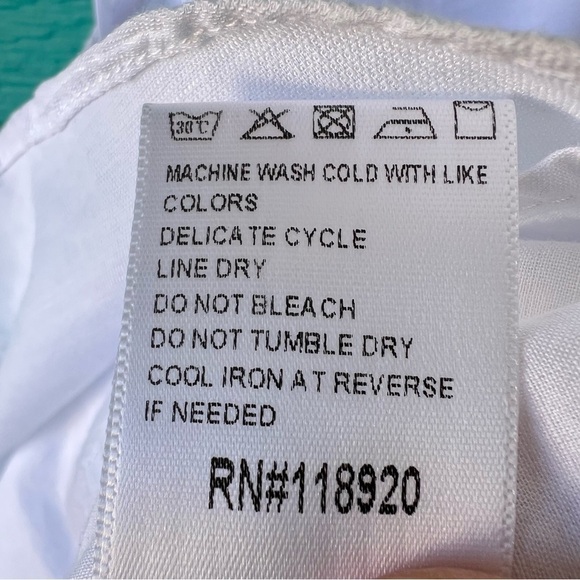 30°C
MACHINE WASH COLD WITH LIKE
COLORS
DELICATE CYCLE
LINE DRY
DO NOT BLEACH
DO NOT TUMBLE DRY
COOL IRON AT REVERSE
IF NEEDED
RN#118920